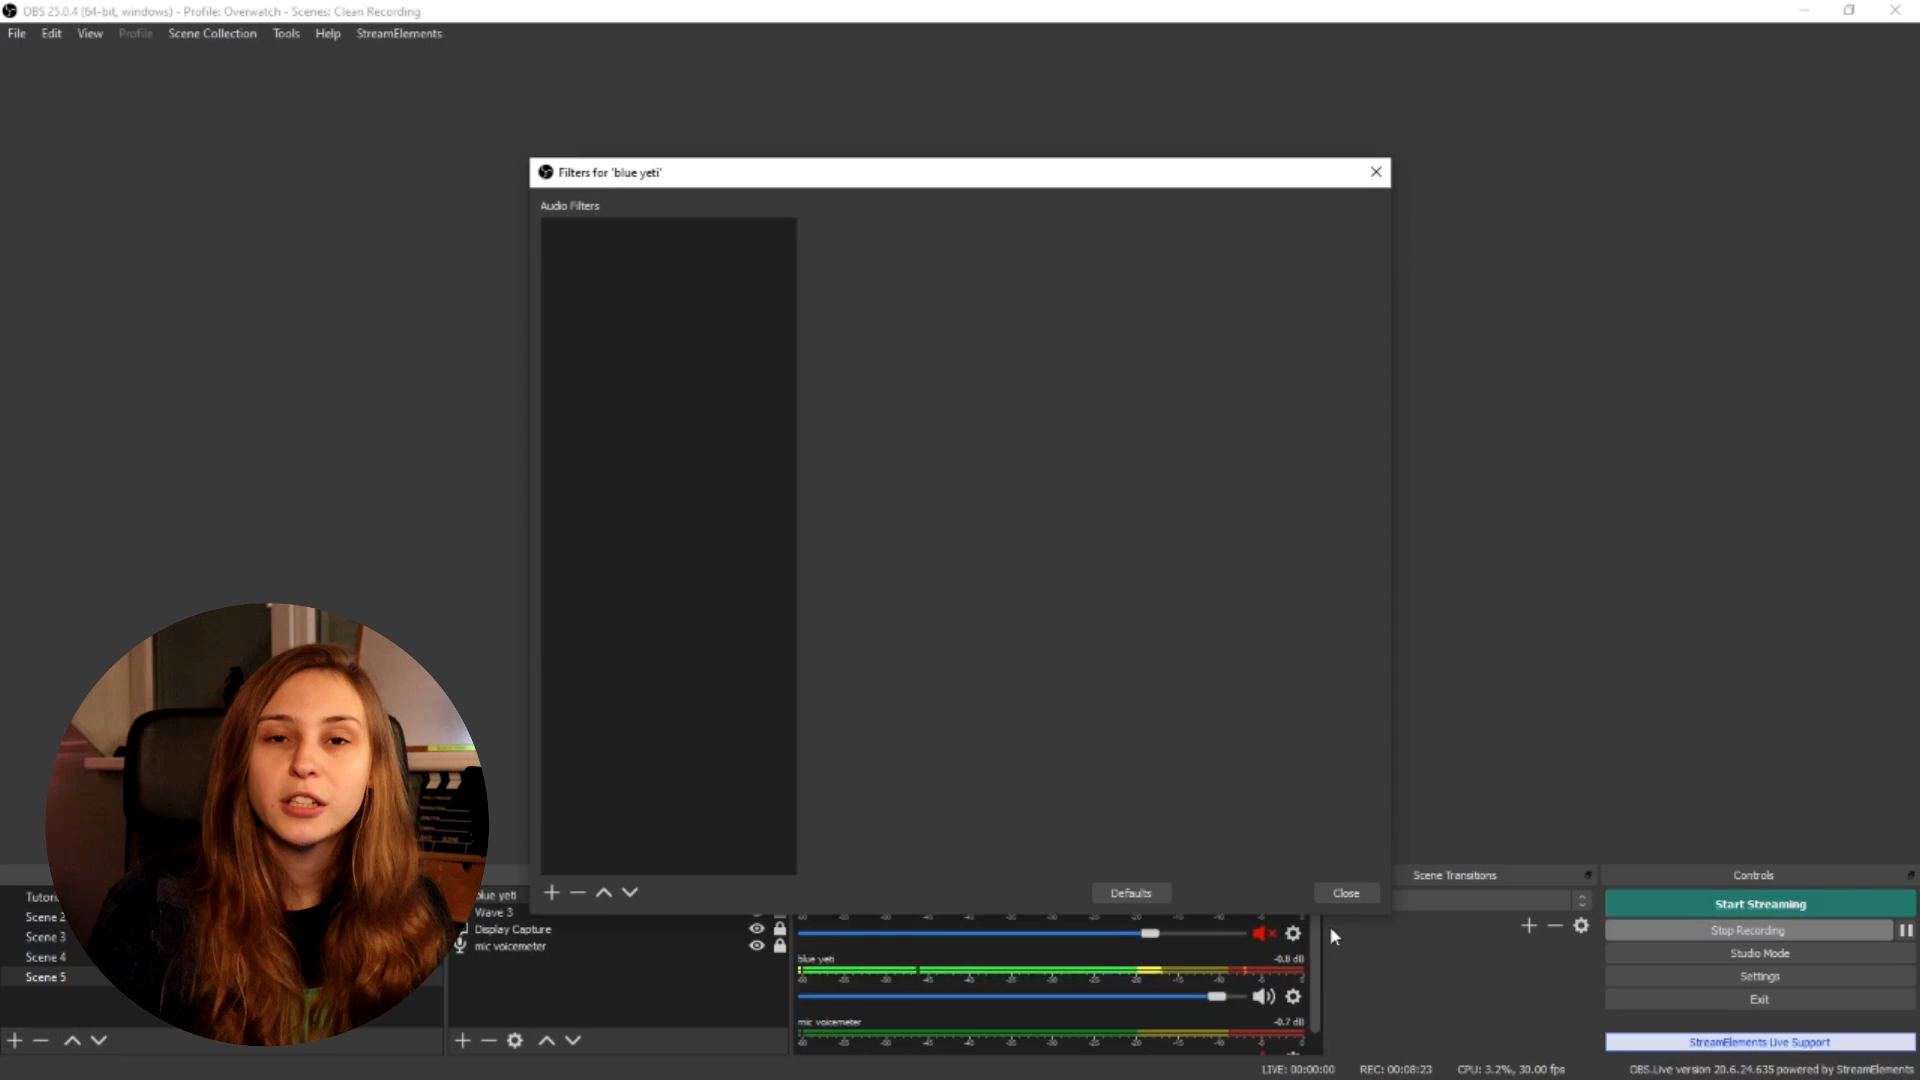 OBS 25.0.4 (64-bit, windows) - Profile: Overwatch - Scenes: Clean Recording
File Edit View Profile Scene Collection Tools Help StreamElements
Filters for 'blue yeti'
Audio Filters
Defaults
Close
Scene 2
Scene 3
Scene 4
Scene 5
blue yeti
Wave 3
Display Capture
mic voicemeter
blue yeti
-0.8 dB
mic voicemeter
-0.7 dB
Scene Transitions
Controls
Start Streaming
Stop Recording
Studio Mode
Settings
Exit
StreamElements Live Support
LIVE: 00:00:00 REC: 00:08:23 CPU: 3.2%, 30.00 fps
OBS.Live version 20.6.24.635 powered by StreamElements